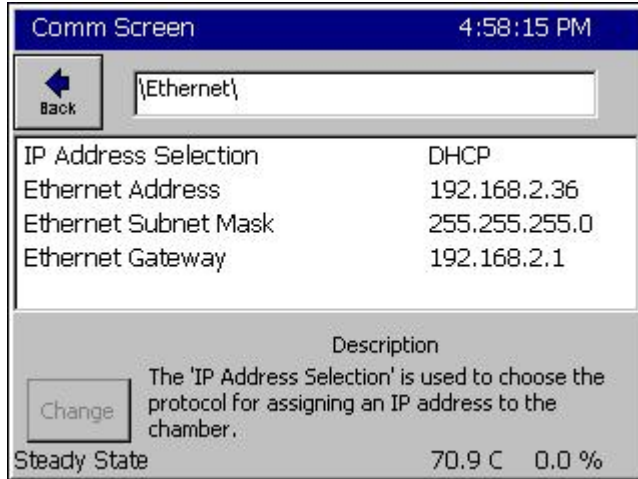 Comm Screen 4:58:15 PM
Back
\Ethernet\
IP Address Selection DHCP
Ethernet Address 192.168.2.36
Ethernet Subnet Mask 255.255.255.0
Ethernet Gateway 192.168.2.1
Description
The 'IP Address Selection' is used to choose the
protocol for assigning an IP address to the
chamber.
Change
Steady State 70.9 C 0.0 %